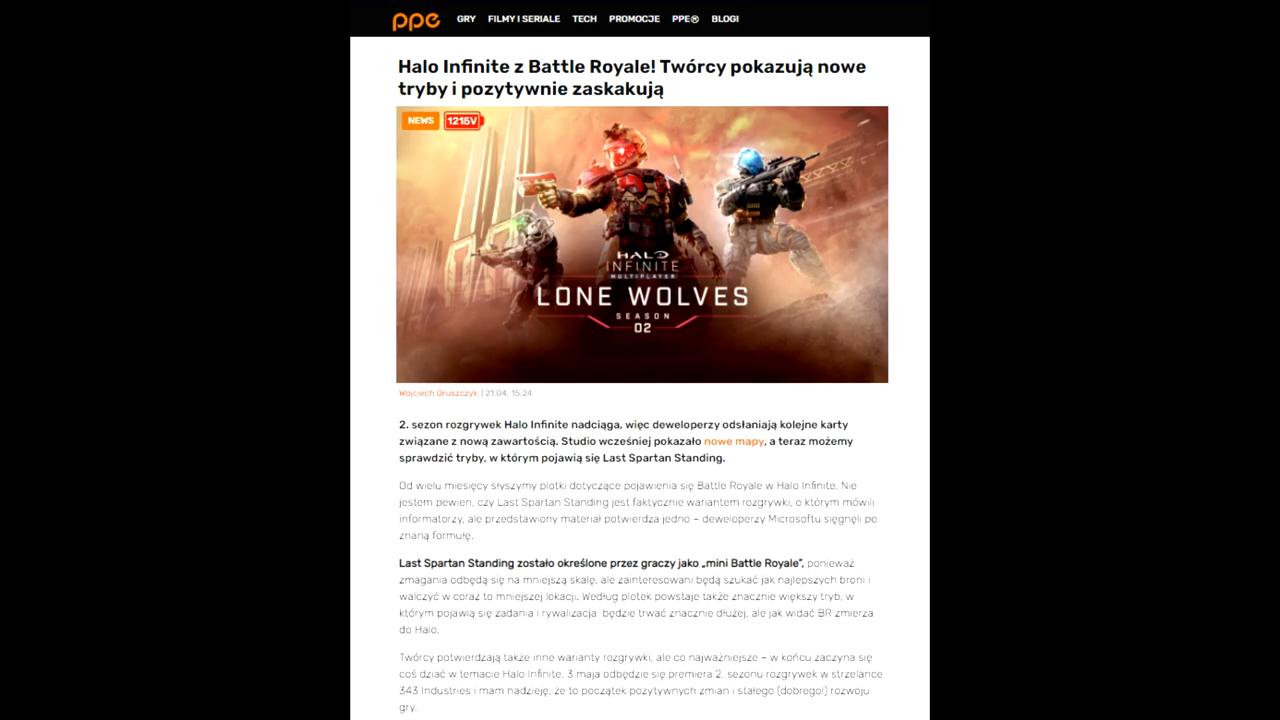 ppe GRY FILMY I SERIALE TECH PROMOCJE PPE® BLOGI
Halo Infinite z Battle Royale! Twórcy pokazują nowe
tryby i pozytywnie zaskakują
NEWS 1215V
HALO
INFINITE
MULTIPLAYER
LONE WOLVES
SEASON
02
Wojciech Gruszczyk | 21.04, 15:24
2. sezon rozgrywek Halo Infinite nadciąga, więc deweloperzy odsłaniają kolejne karty
związane z nową zawartością. Studio wcześniej pokazało nowe mapy, a teraz możemy
sprawdzić tryby, w którym pojawią się Last Spartan Standing.
Od wielu miesięcy słyszymy plotki dotyczące pojawienia się Battle Royale w Halo Infinite. Nie
jestem pewien, czy Last Spartan Standing jest faktycznie wariantem rozgrywki, o którym mówili
informatorzy, ale przedstawiony materiał potwierdza jedno – deweloperzy Microsoftu sięgnęli po
znaną formułę.
Last Spartan Standing zostało określone przez graczy jako „mini Battle Royale”, ponieważ
zmagania odbędą się na mniejszą skalę, ale zainteresowani będą szukać jak najlepszych broni i
walczyć w coraz to mniejszej lokacji. Według plotek powstaje także znacznie większy tryb, w
którym pojawią się zadania i rywalizacja będzie trwać znacznie dłużej, ale jak widać BR zmierza
do Halo.
Twórcy potwierdzają także inne warianty rozgrywki, ale co najważniejsze – w końcu zaczyna się
coś dziać w temacie Halo Infinite. 3 maja odbędzie się premiera 2. sezonu rozgrywek w strzelance
343 Industries i mam nadzieję, że to początek pozytywnych zmian i stałego (dobrego!) rozwoju
gry.